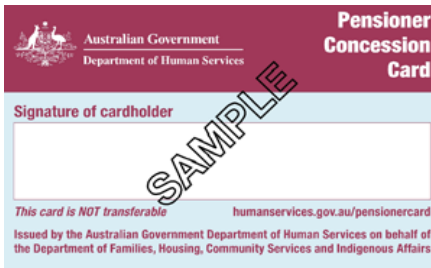 Australian Government
Department of Human Services
Pensioner
Concession
Card
Signature of cardholder
SAMPLE
This card is NOT transferable
humanservices.gov.au/pensionercard
Issued by the Australian Government Department of Human Services on behalf of
the Department of Families, Housing, Community Services and Indigenous Affairs